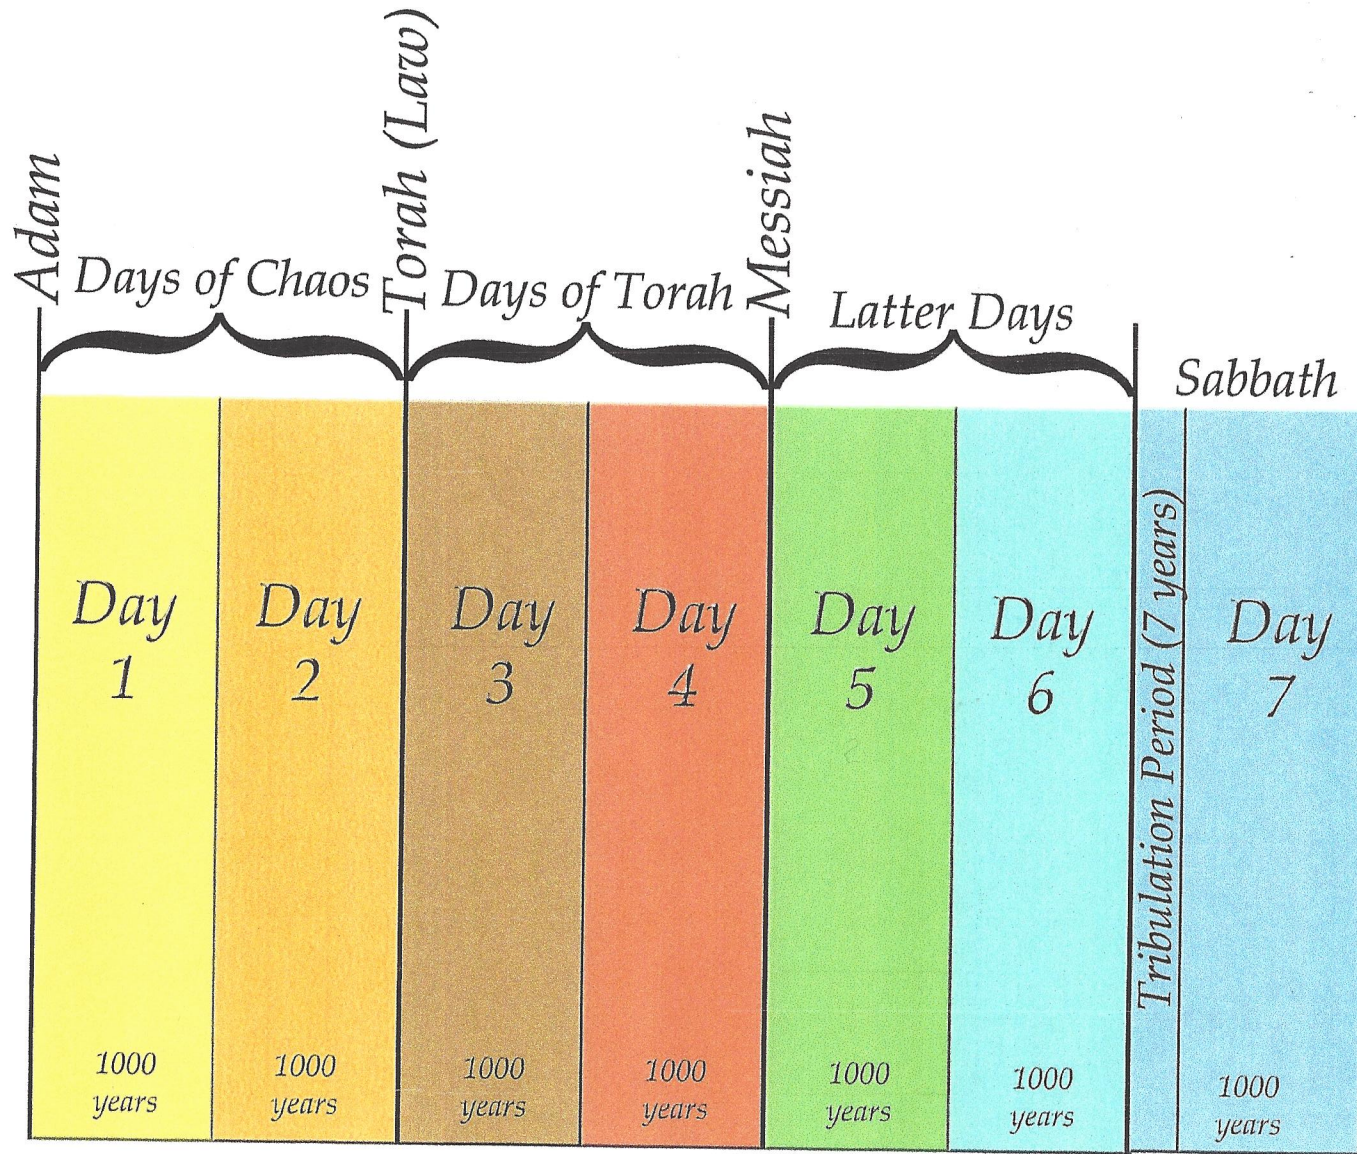 Adam
Days of Chaos
Torah (Law)
Days of Torah
Messiah
Latter Days
Sabbath
Day
1
1000
years
Day
2
1000
years
Day
3
1000
years
Day
4
1000
years
Day
5
1000
years
Day
6
1000
years
Tribulation Period (7 years)
Day
7
1000
years